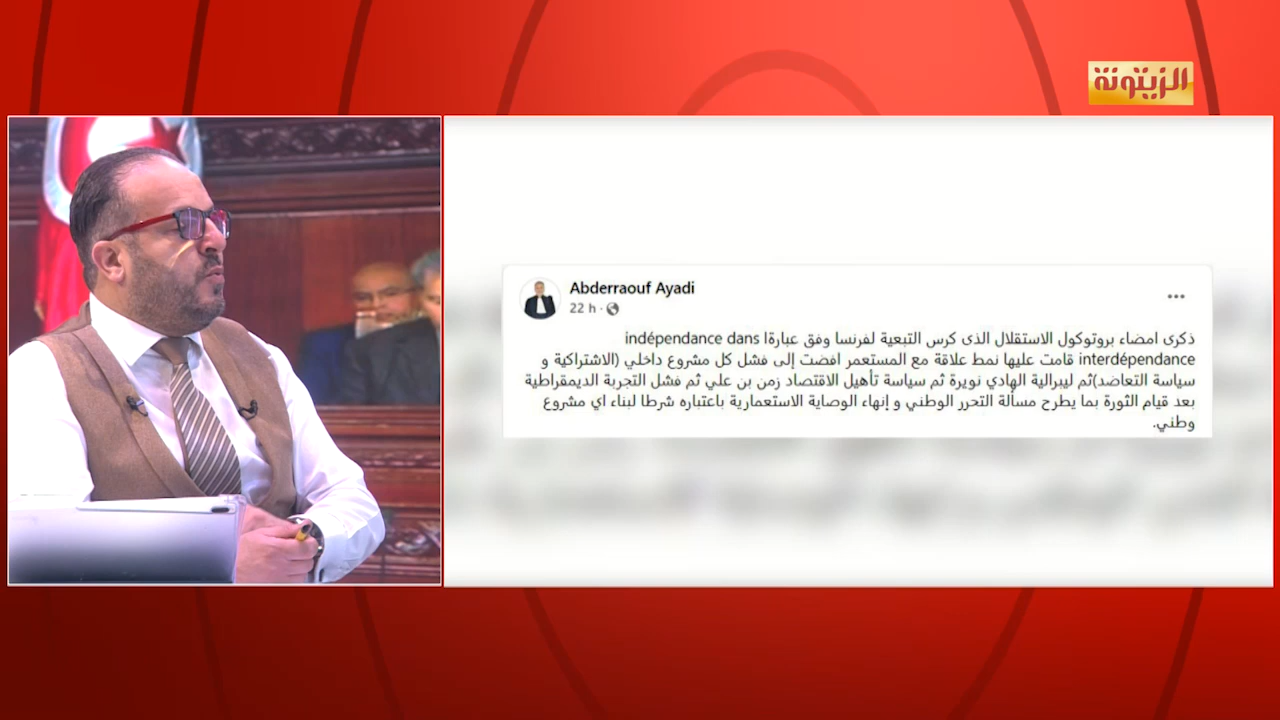 الزيتونة
Abderraouf Ayadi
22 h ·
ذكرى امضاء بروتوكول الاستقلال الذى كرس التبعية لفرنسا وفق عبارةا indépendance dans
interdépendance قامت عليها نمط علاقة مع المستعمر افضت إلى فشل كل مشروع داخلي (الاشتراكية و
سياسة التعاضد)ثم ليبرالية الهادي نويرة ثم سياسة تأهيل الاقتصاد زمن بن علي ثم فشل التجربة الديمقراطية
بعد قيام الثورة بما يطرح مسألة التحرر الوطني و إنهاء الوصاية الاستعمارية باعتباره شرطا لبناء اي مشروع
وطني.